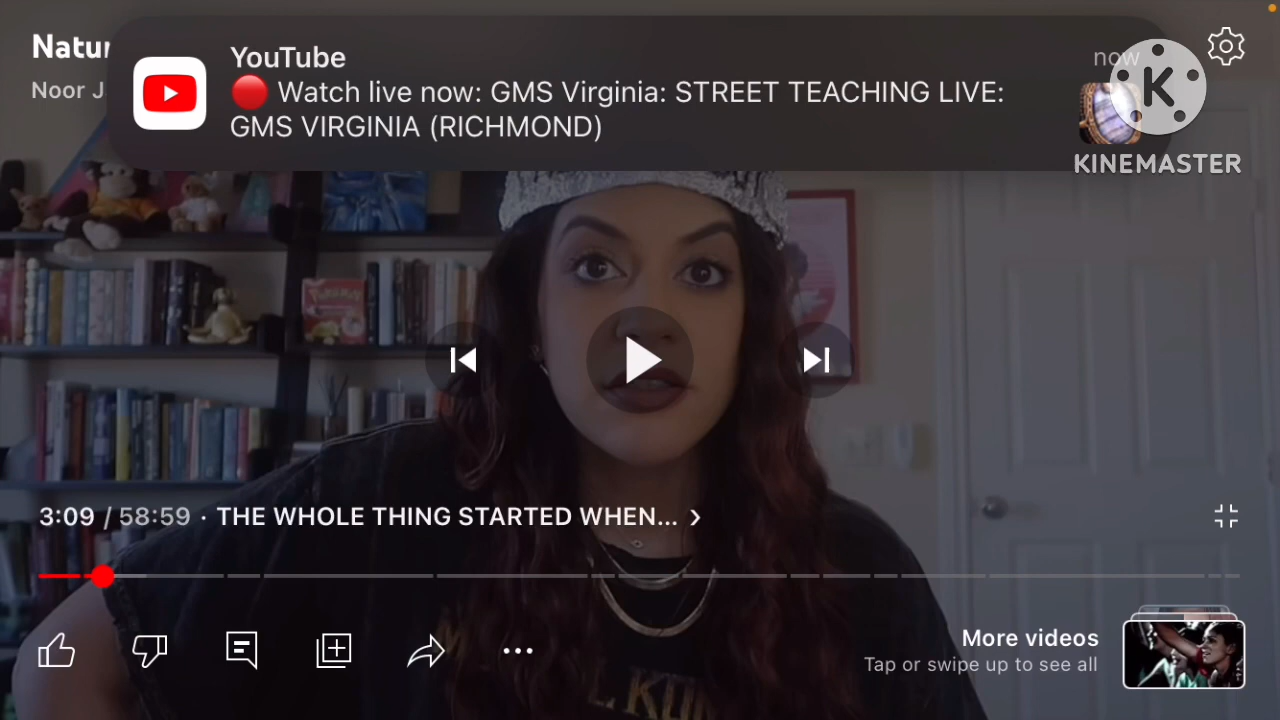 Natur
Noor J
YouTube
now
🔴 Watch live now: GMS Virginia: STREET TEACHING LIVE:
GMS VIRGINIA (RICHMOND)
K
KINEMASTER
3:09 / 58:59 · THE WHOLE THING STARTED WHEN... ›
More videos
Tap or swipe up to see all